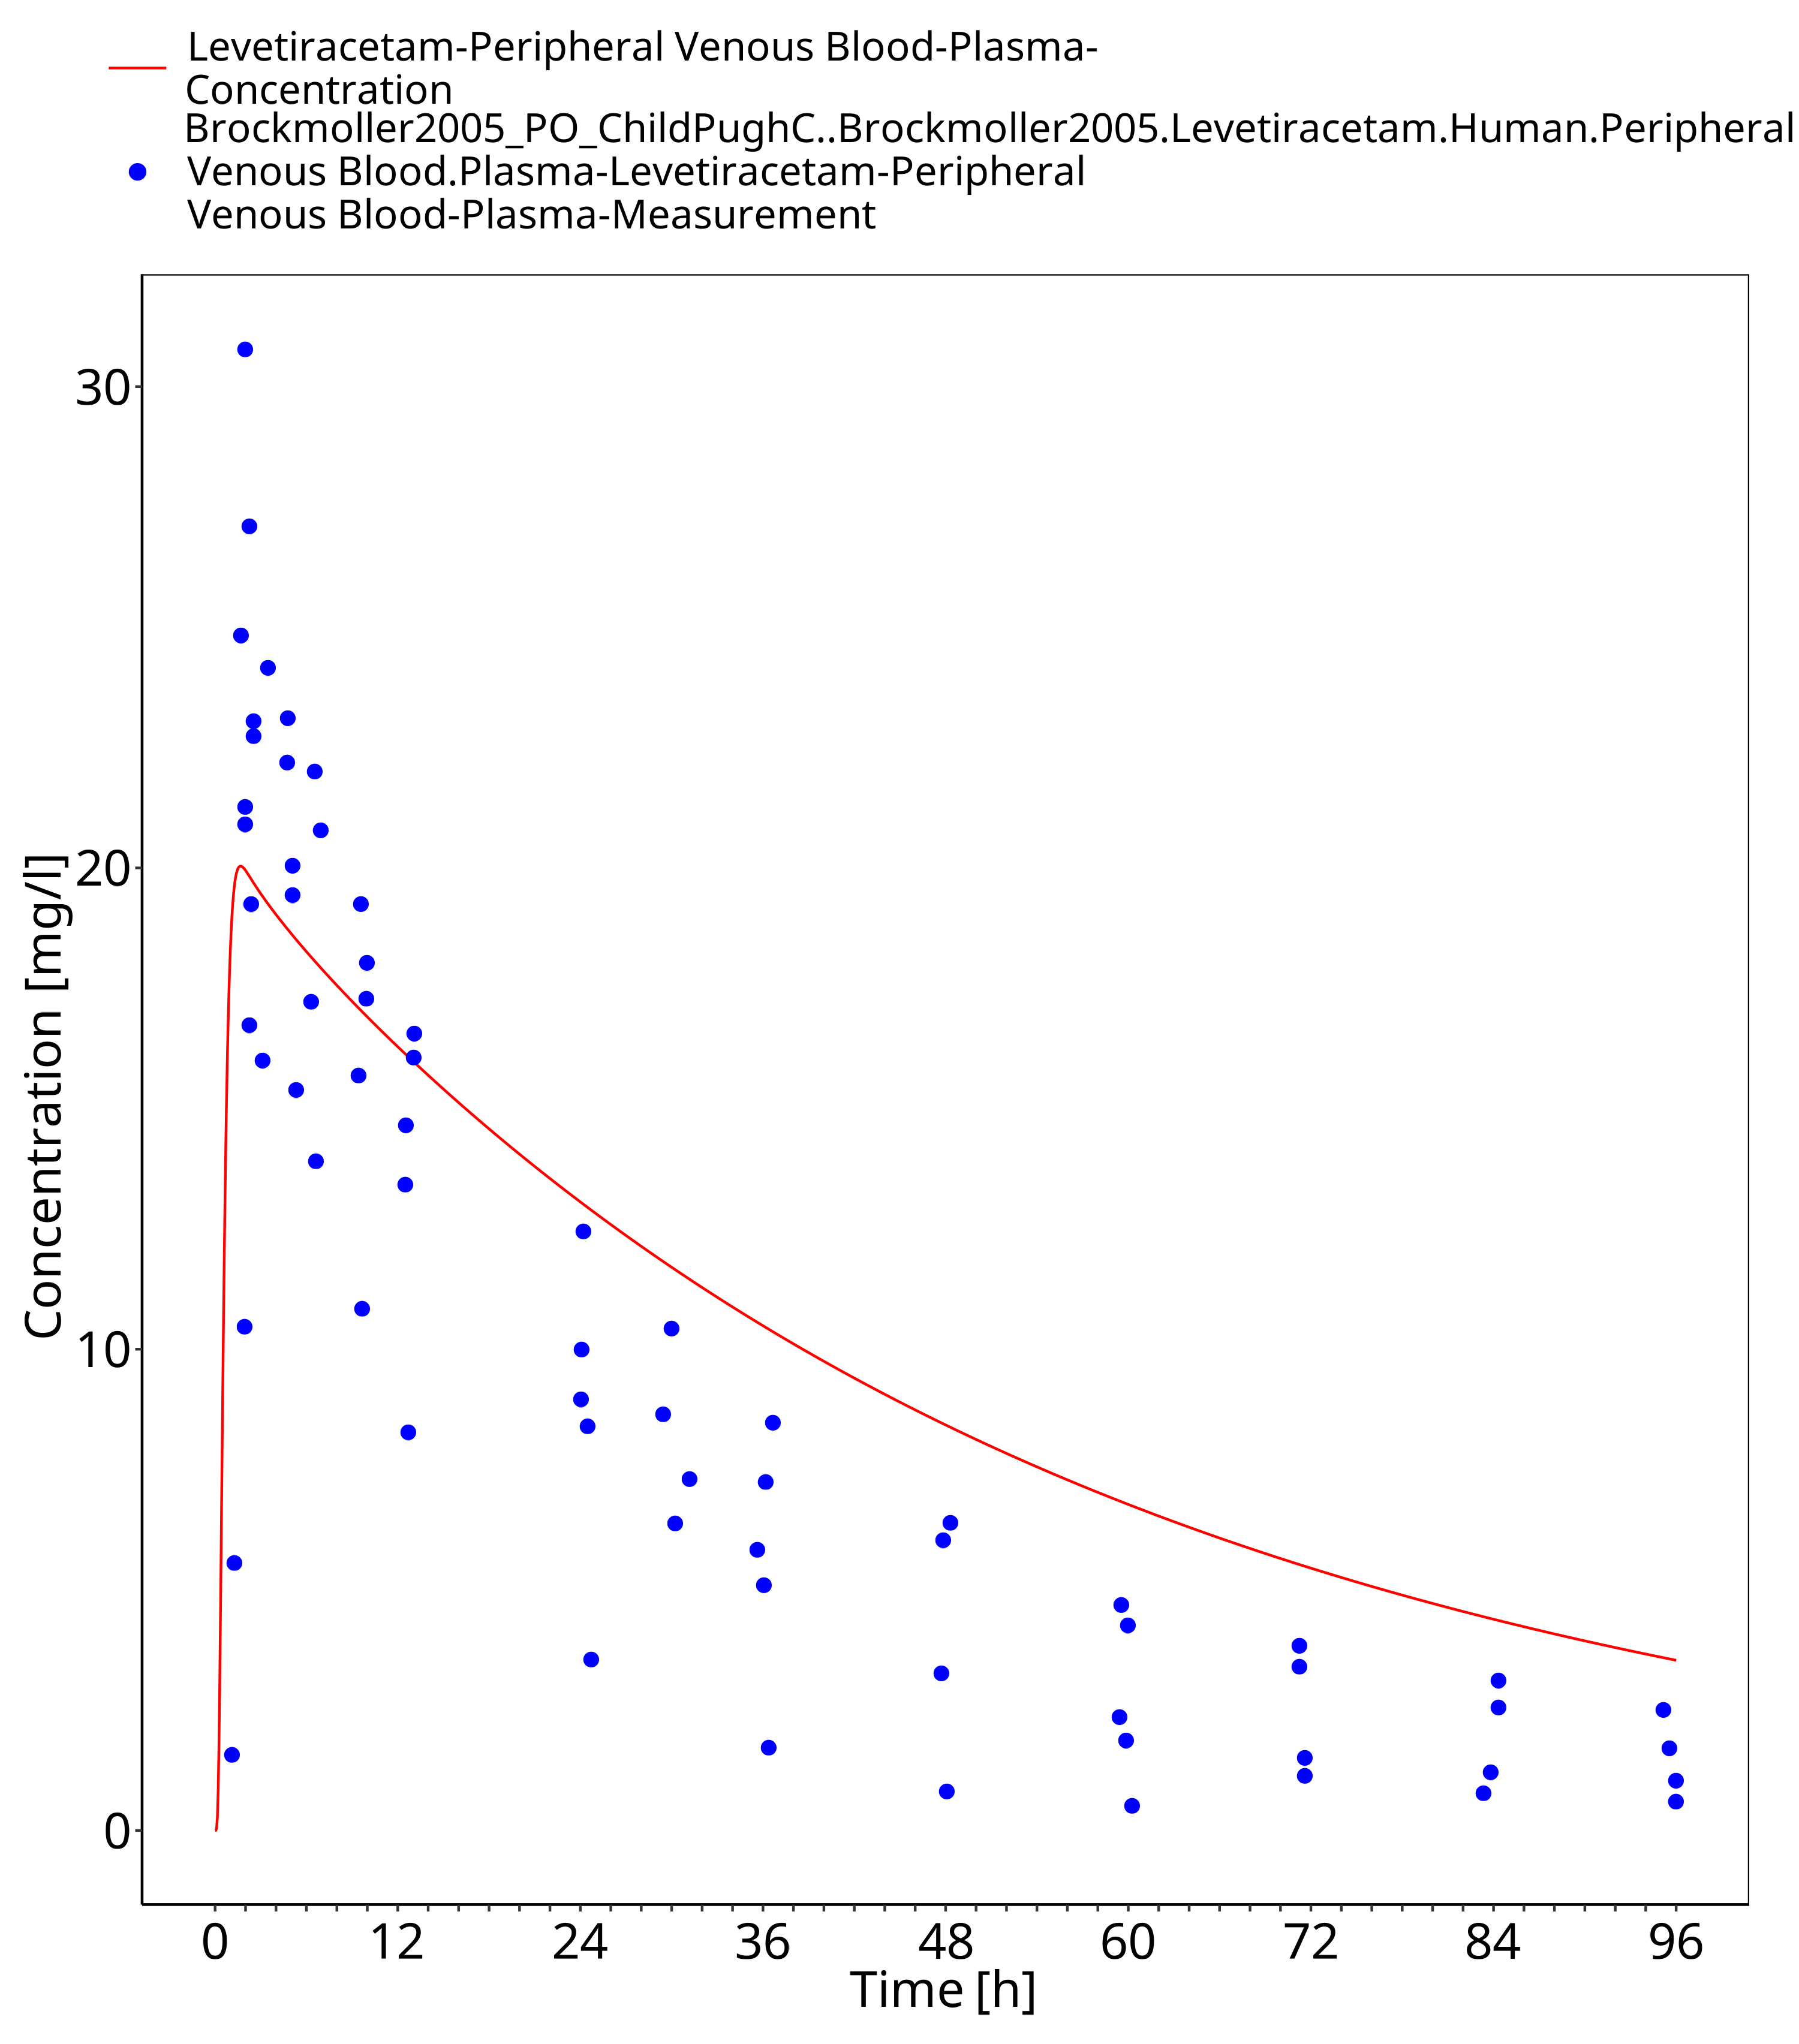 Levetiracetam-Peripheral Venous Blood-Plasma-
Concentration
Brockmoller2005_PO_ChildPughC..Brockmoller2005.Levetiracetam.Human.Peripheral
Venous Blood.Plasma-Levetiracetam-Peripheral
Venous Blood-Plasma-Measurement
30
20
10
0
Concentration [mg/l]
0 12 24 36 48 60 72 84 96
Time [h]